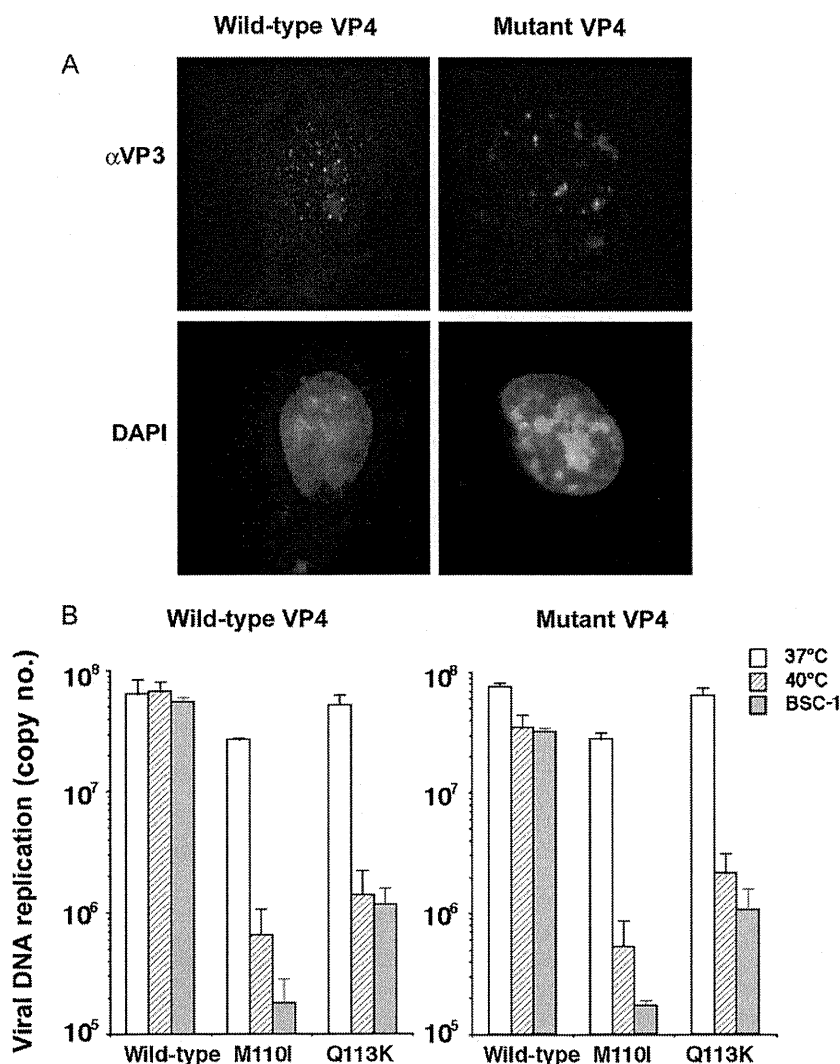 Wild-type VP4 Mutant VP4
A
αVP3
DAPI
B
Wild-type VP4 Mutant VP4
Viral DNA replication (copy no.)
10⁸
10⁷
10⁶
10⁵
Wild-type M110I Q113K
10⁸
10⁷
10⁶
10⁵
Wild-type M110I Q113K
37°C
40°C
BSC-1